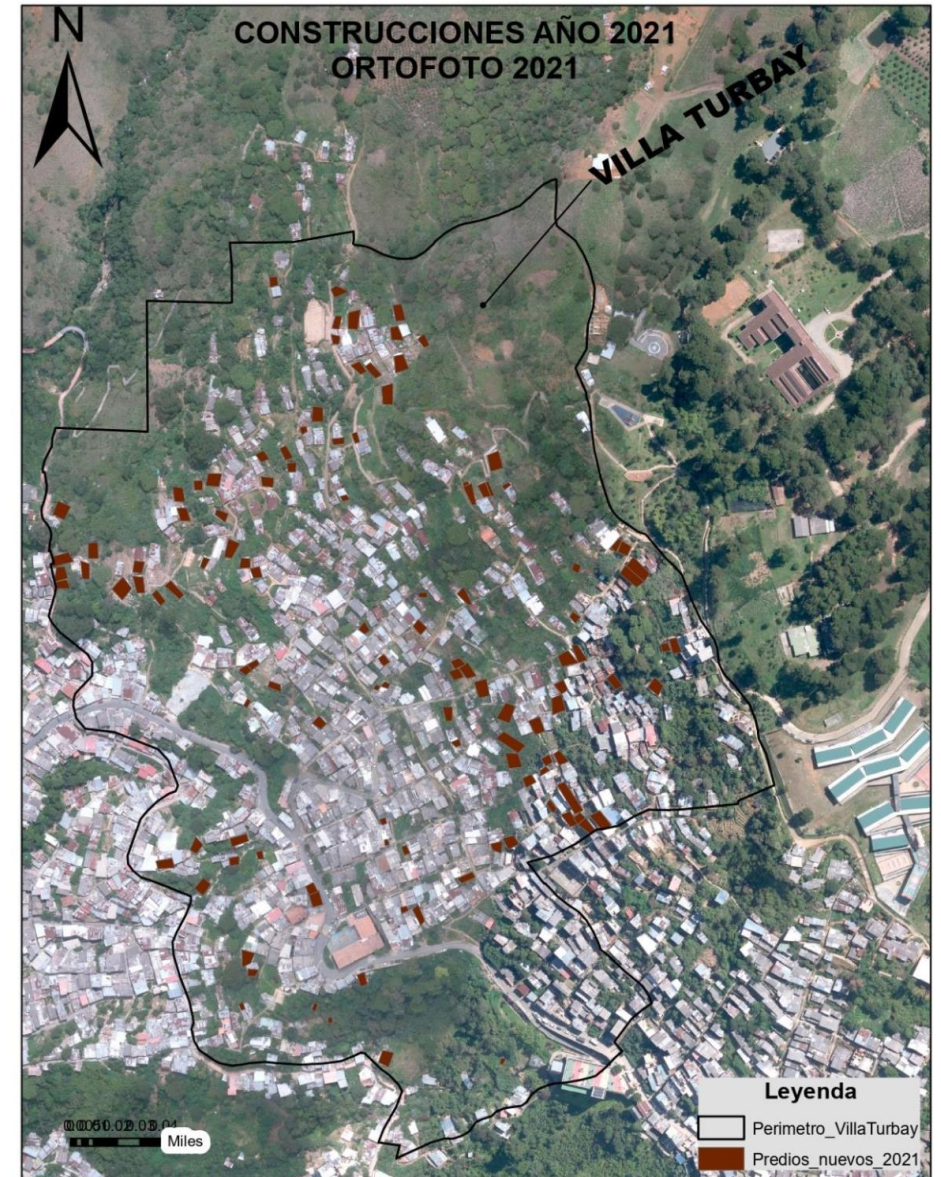 N
CONSTRUCCIONES AÑO 2021
ORTOFOTO 2021
VILLA TURBAY
Leyenda
Perimetro_VillaTurbay
Predios_nuevos_2021
Miles